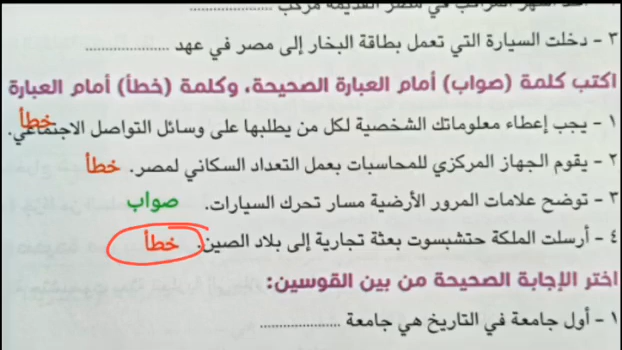 ٣ - دخلت السيارة التي تعمل بطاقة البخار إلى مصر في عهد ..............
اكتب كلمة (صواب) أمام العبارة الصحيحة، وكلمة (خطأ) أمام العبارة
١ - يجب إعطاء معلوماتك الشخصية لكل من يطلبها على وسائل التواصل الاجتماعي. خطأ
٢ - يقوم الجهاز المركزي للمحاسبات بعمل التعداد السكاني لمصر. خطأ
٣ - توضح علامات المرور الأرضية مسار تحرك السيارات. صواب
٤ - أرسلت الملكة حتشبسوت بعثة تجارية إلى بلاد الصين. خطأ
اختر الإجابة الصحيحة من بين القوسين:
١ - أول جامعة في التاريخ هي جامعة ..............